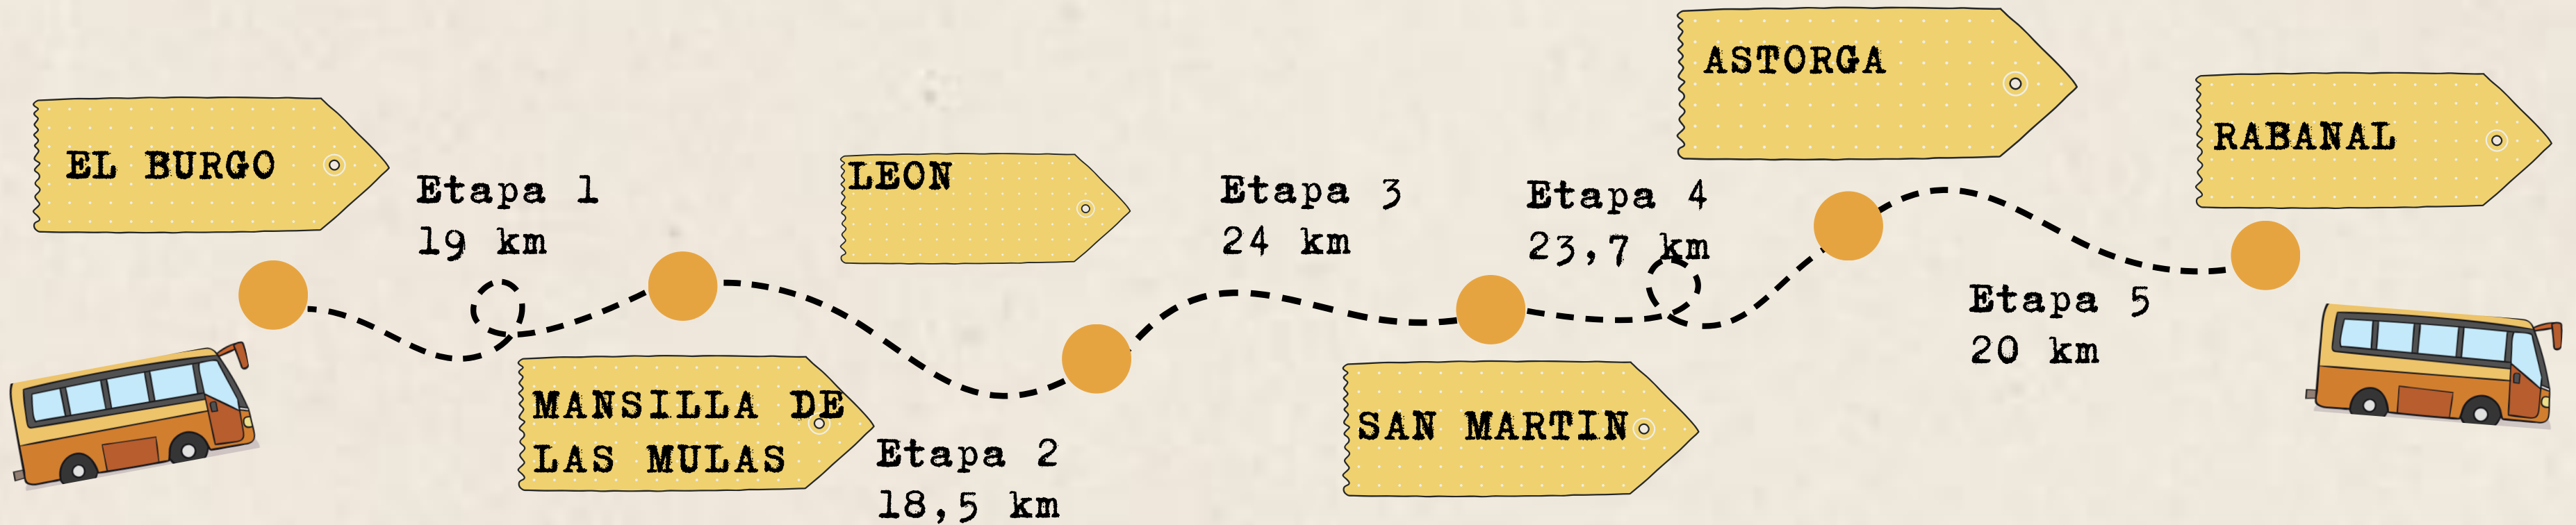 EL BURGO
Etapa 1
19 km
MANSILLA DE
LAS MULAS
Etapa 2
18,5 km
LEON
Etapa 3
24 km
SAN MARTIN
Etapa 4
23,7 km
ASTORGA
Etapa 5
20 km
RABANAL